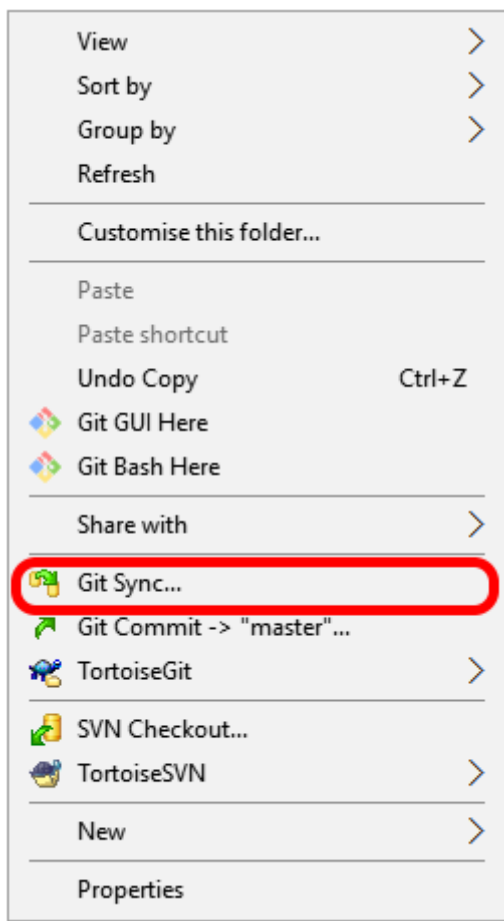 View
Sort by
Group by
Refresh
Customise this folder...
Paste
Paste shortcut
Undo Copy Ctrl+Z
Git GUI Here
Git Bash Here
Share with
Git Sync...
Git Commit -> "master"...
TortoiseGit
SVN Checkout...
TortoiseSVN
New
Properties